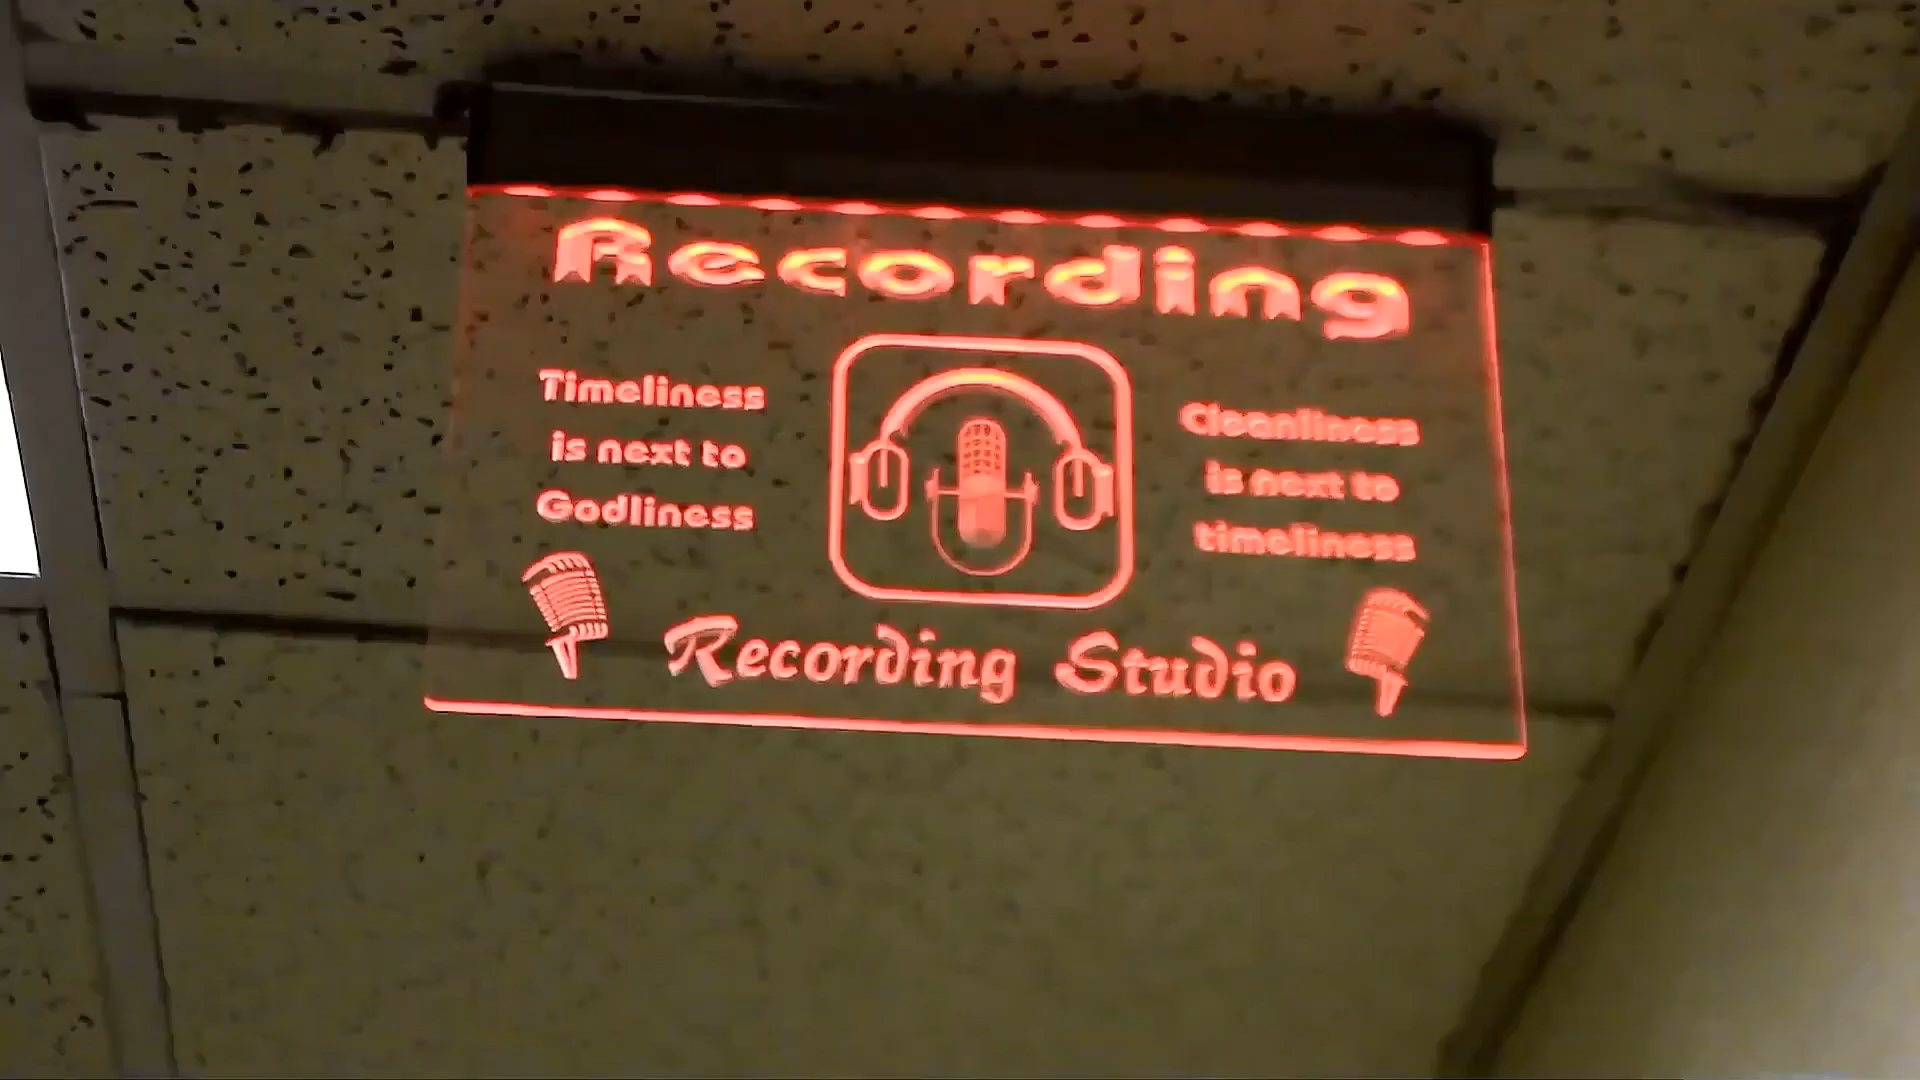 Recording
Timeliness
is next to
Godliness
Cleanliness
is next to
timeliness
Recording Studio